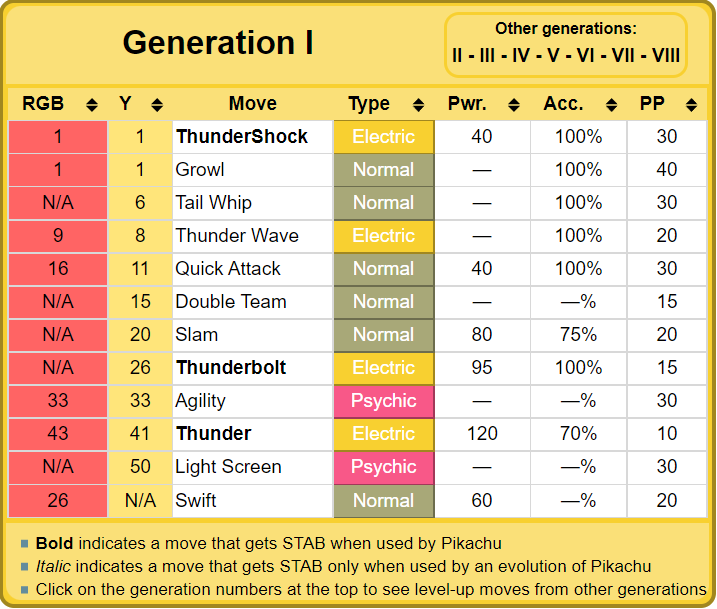 Generation I
Other generations:
II - III - IV - V - VI - VII - VIII
RGB Y Move Type Pwr. Acc. PP
1 1 ThunderShock Electric 40 100% 30
1 1 Growl Normal — 100% 40
N/A 6 Tail Whip Normal — 100% 30
9 8 Thunder Wave Electric — 100% 20
16 11 Quick Attack Normal 40 100% 30
N/A 15 Double Team Normal — —% 15
N/A 20 Slam Normal 80 75% 20
N/A 26 Thunderbolt Electric 95 100% 15
33 33 Agility Psychic — —% 30
43 41 Thunder Electric 120 70% 10
N/A 50 Light Screen Psychic — —% 30
26 N/A Swift Normal 60 —% 20
Bold indicates a move that gets STAB when used by Pikachu
Italic indicates a move that gets STAB only when used by an evolution of Pikachu
Click on the generation numbers at the top to see level-up moves from other generations